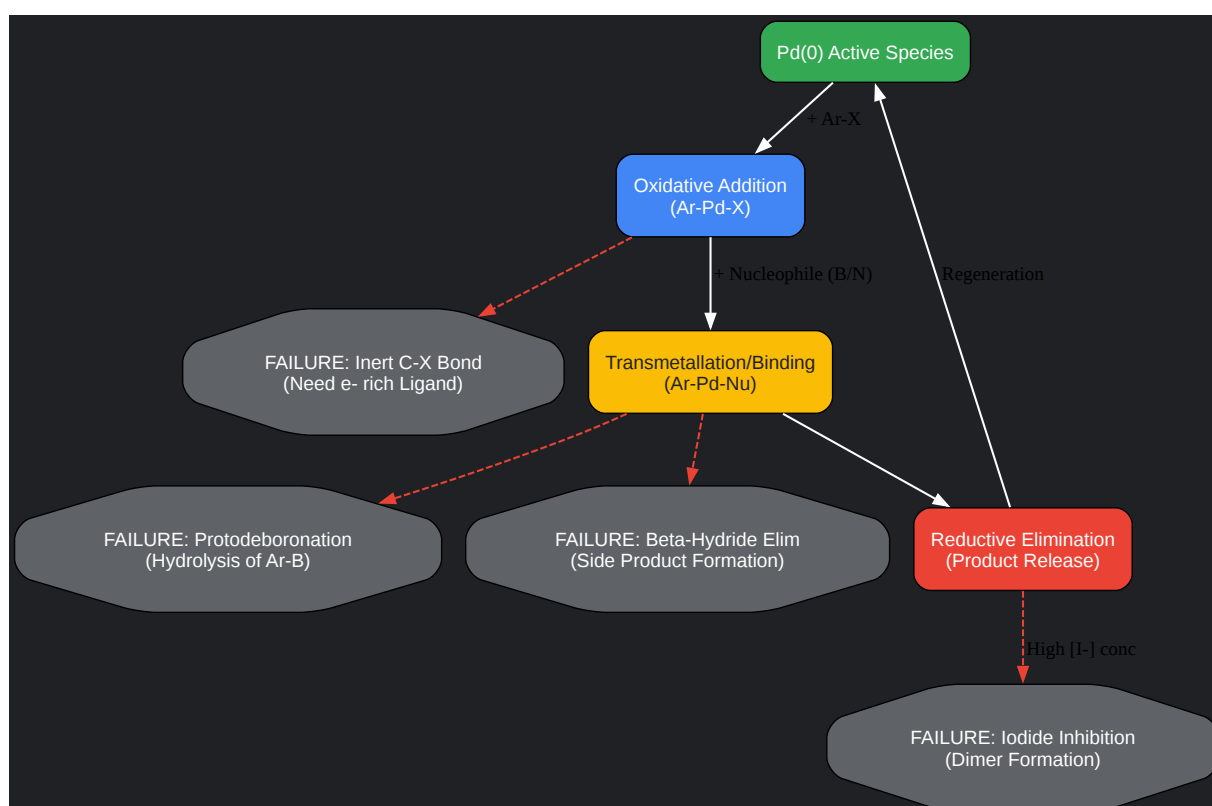 Pd(0) Active Species
+ Ar-X
Oxidative Addition
(Ar-Pd-X)
+ Nucleophile (B/N)
Regeneration
FAILURE: Inert C-X Bond
(Need e- rich Ligand)
Transmetallation/Binding
(Ar-Pd-Nu)
FAILURE: Protodeboronation
(Hydrolysis of Ar-B)
FAILURE: Beta-Hydride Elim
(Side Product Formation)
Reductive Elimination
(Product Release)
High [I-] conc
FAILURE: Iodide Inhibition
(Dimer Formation)